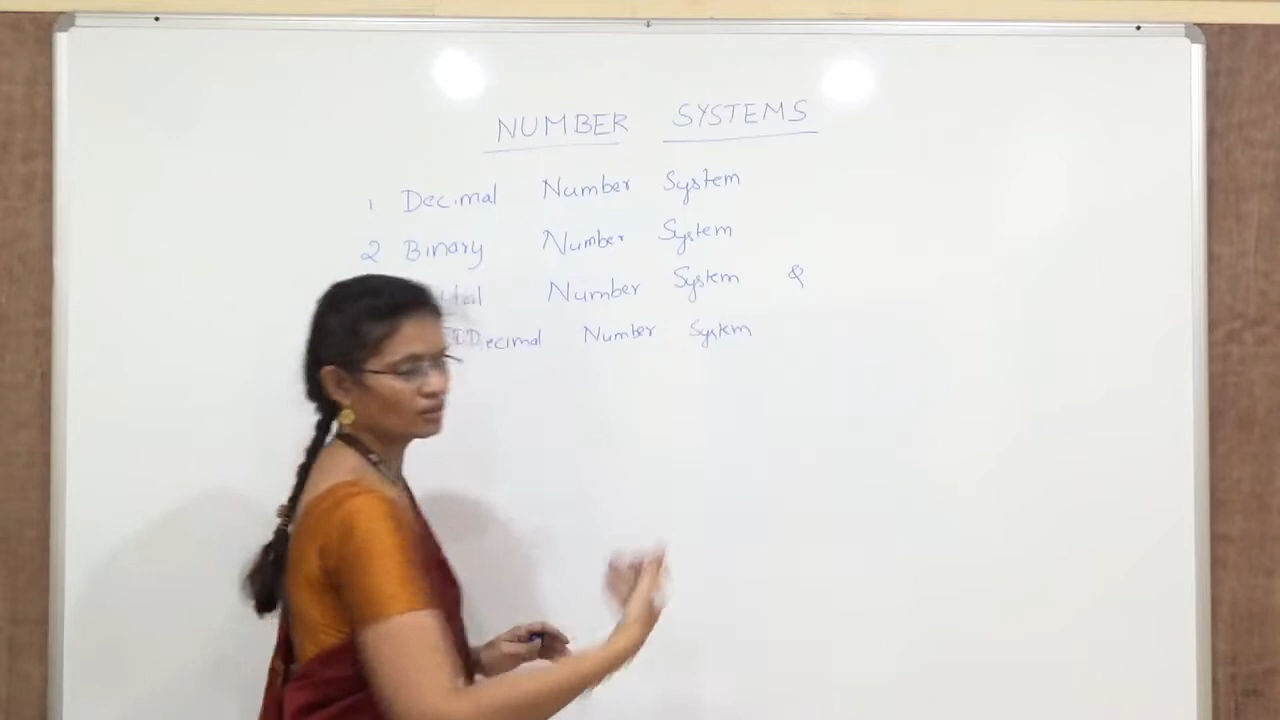 NUMBER SYSTEMS
1 Decimal Number System
2 Binary Number System
Number System &
Decimal Number System